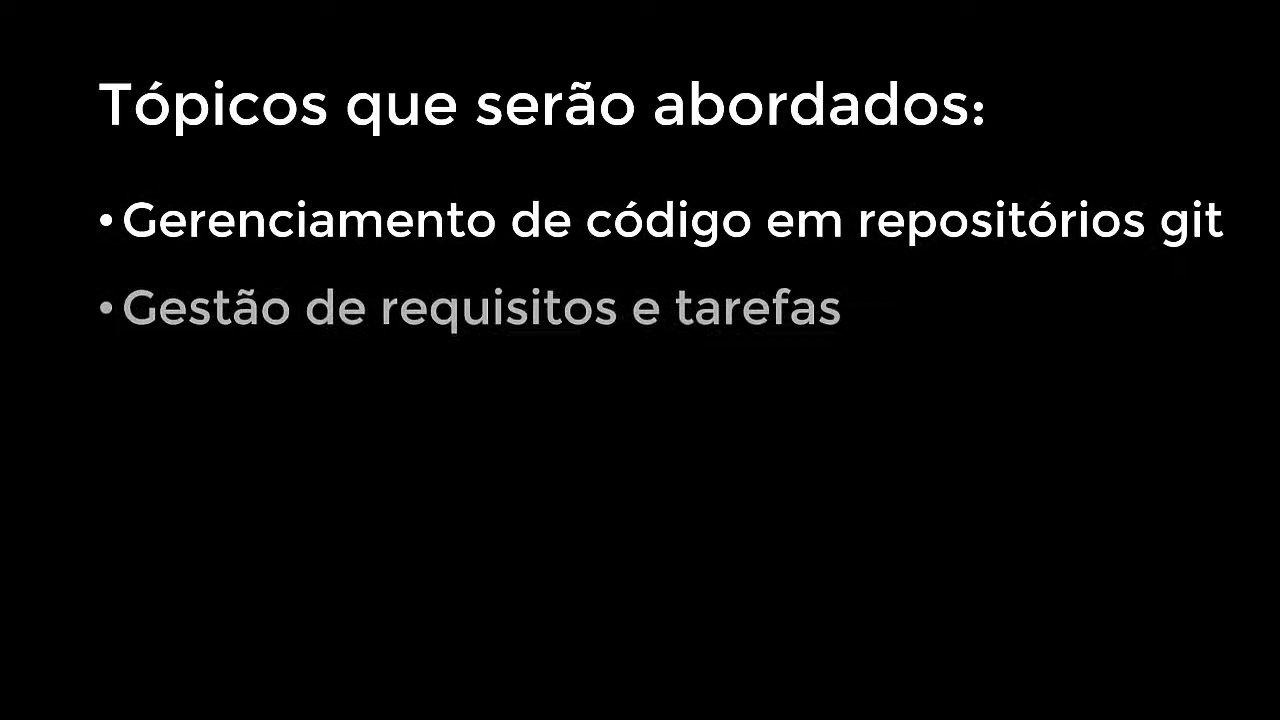 Tópicos que serão abordados:
• Gerenciamento de código em repositórios git
• Gestão de requisitos e tarefas